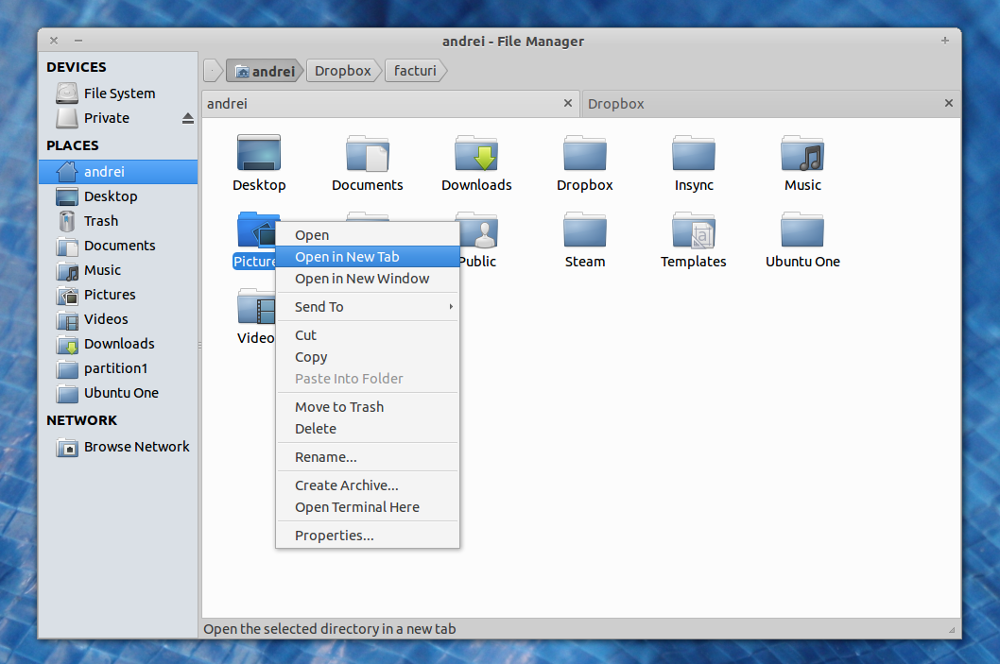 andrei - File Manager
DEVICES
File System
Private
PLACES
andrei
Desktop
Trash
Documents
Music
Pictures
Videos
Downloads
partition1
Ubuntu One
NETWORK
Browse Network
andrei
Dropbox
facturi
andrei
Dropbox
Desktop
Documents
Downloads
Dropbox
Insync
Music
Picture
Public
Steam
Templates
Ubuntu One
Video
Open
Open in New Tab
Open in New Window
Send To
Cut
Copy
Paste Into Folder
Move to Trash
Delete
Rename...
Create Archive...
Open Terminal Here
Properties...
Open the selected directory in a new tab